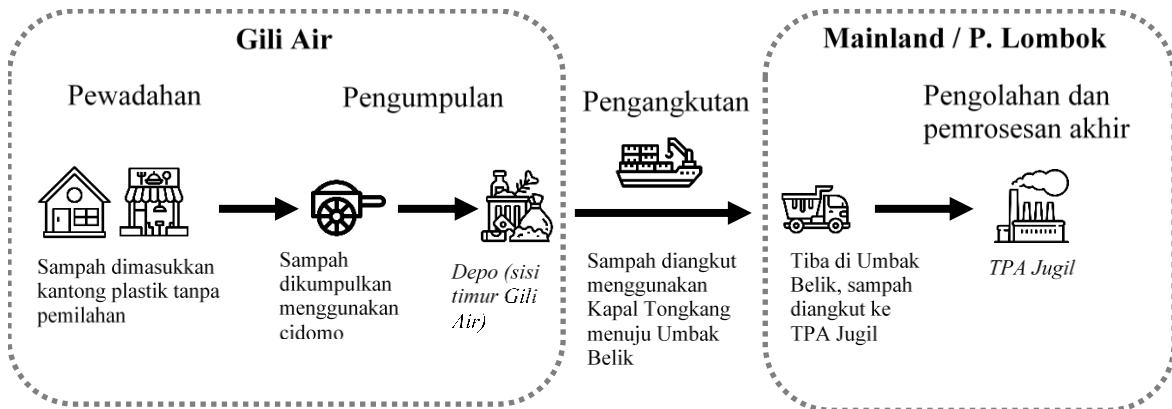 Gili Air
Pewadahan
Pengumpulan
Sampah dimasukkan
kantong plastik tanpa
pemilahan
Sampah
dikumpulkan
menggunakan
cidomo
Depo (sisi
timur Gili
Air)
Pengangkutan
Sampah diangkut
menggunakan
Kapal Tongkang
menuju Umbak
Belik
Mainland / P. Lombok
Pengolahan dan
pemrosesan akhir
Tiba di Umbak
Belik, sampah
diangkut ke
TPA Jugil
TPA Jugil